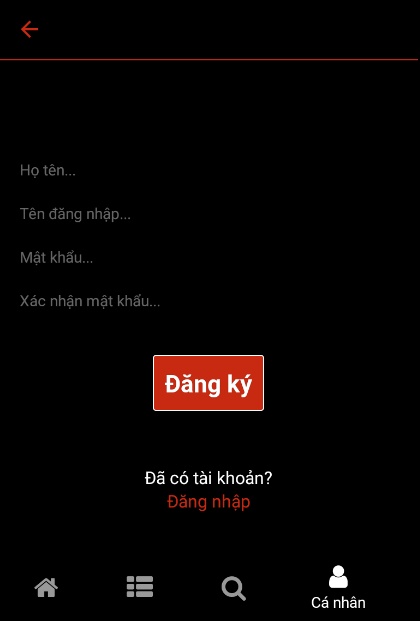 Họ tên...
Tên đăng nhập...
Mật khẩu...
Xác nhận mật khẩu...
Đăng ký
Đã có tài khoản?
Đăng nhập
Cá nhân